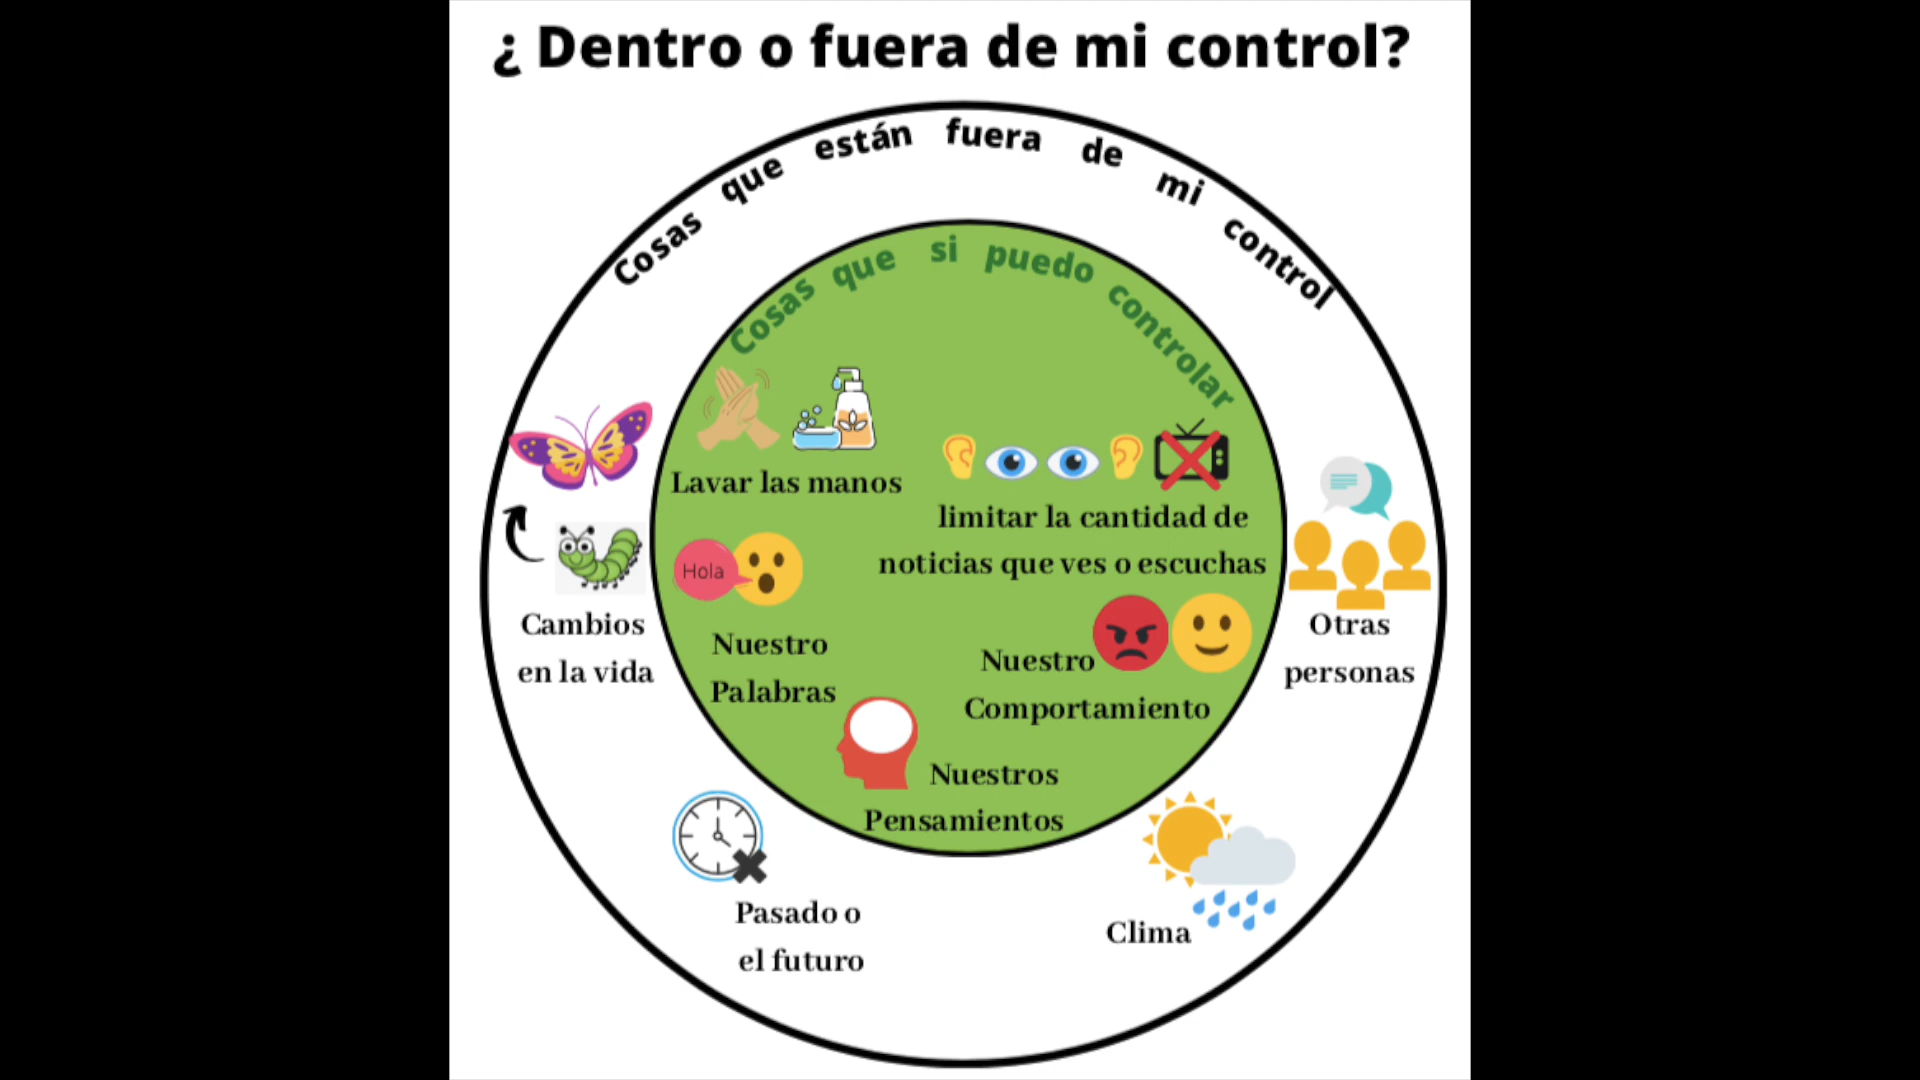 ¿ Dentro o fuera de mi control?
Cosas que están fuera de mi control
Cosas que si puedo controlar
Lavar las manos
limitar la cantidad de
noticias que ves o escuchas
Hola
Nuestro
Palabras
Nuestro
Comportamiento
Nuestros
Pensamientos
Cambios
en la vida
Otras
personas
Pasado o
el futuro
Clima